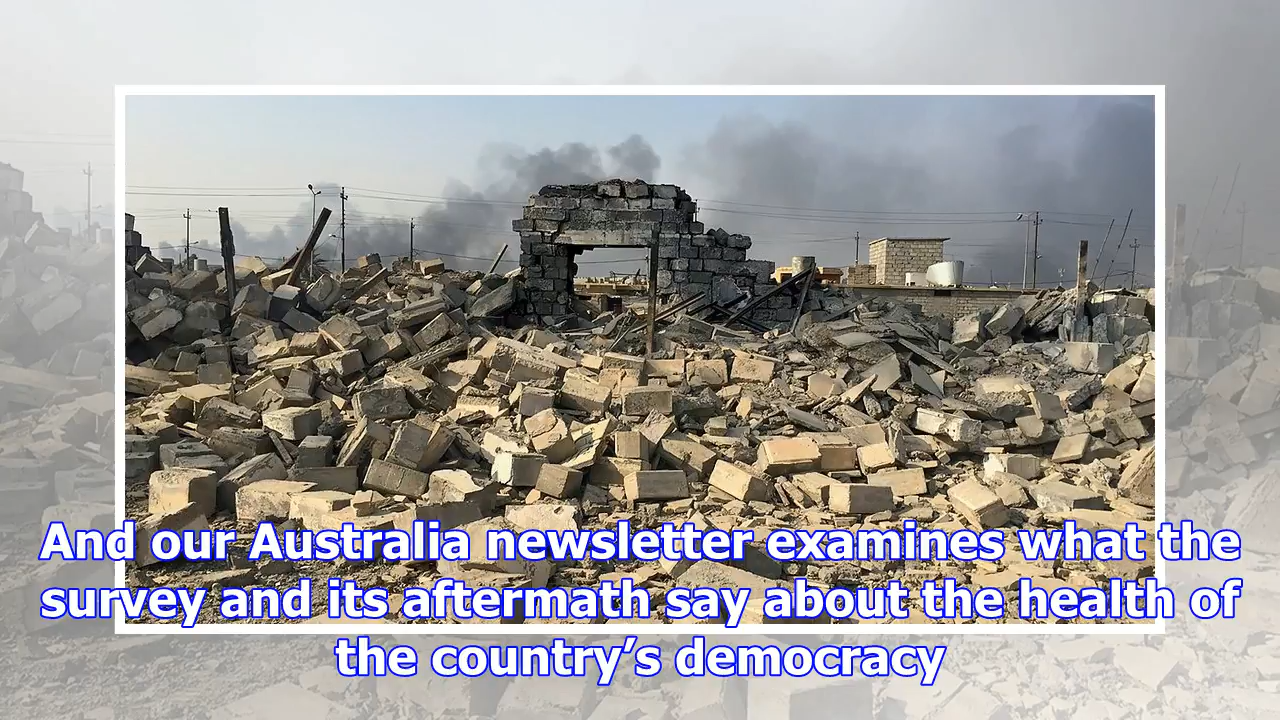 And our Australia newsletter examines what the
survey and its aftermath say about the health of
the country’s democracy